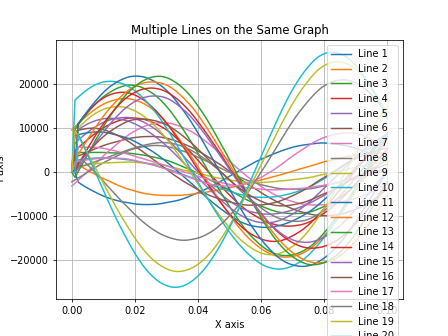 Multiple Lines on the Same Graph
20000
10000
0
−10000
−20000
0.00
0.02
0.04
0.06
X axis
Line 1
Line 2
Line 3
Line 4
Line 5
Line 6
Line 7
Line 8
Line 9
Line 10
Line 11
Line 12
Line 13
Line 14
Line 15
Line 16
Line 17
Line 18
Line 19
Line 20